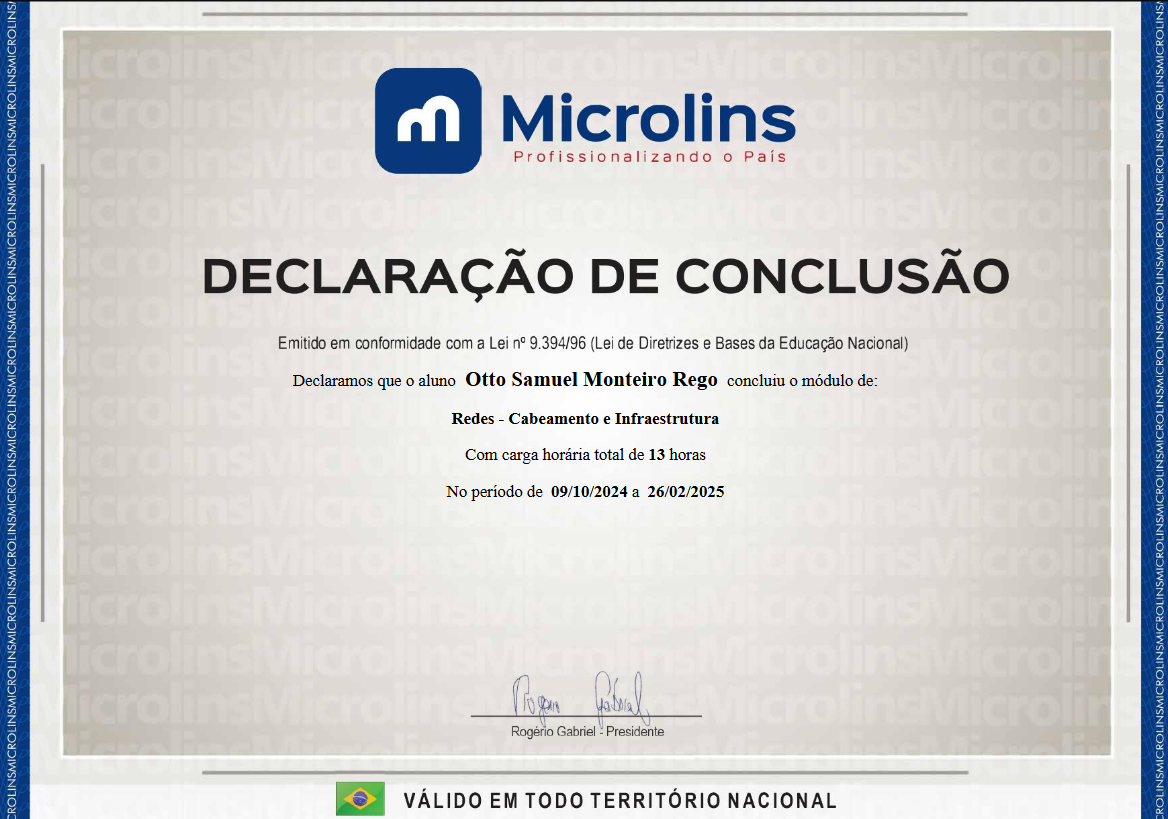 Microlins
Profissionalizando o País
DECLARAÇÃO DE CONCLUSÃO
Emitido em conformidade com a Lei nº 9.394/96 (Lei de Diretrizes e Bases da Educação Nacional)
Declaramos que o aluno Otto Samuel Monteiro Rego concluiu o módulo de:
Redes - Cabeamento e Infraestrutura
Com carga horária total de 13 horas
No período de 09/10/2024 a 26/02/2025
Rogério Gabriel
Rogério Gabriel - Presidente
VÁLIDO EM TODO TERRITÓRIO NACIONAL